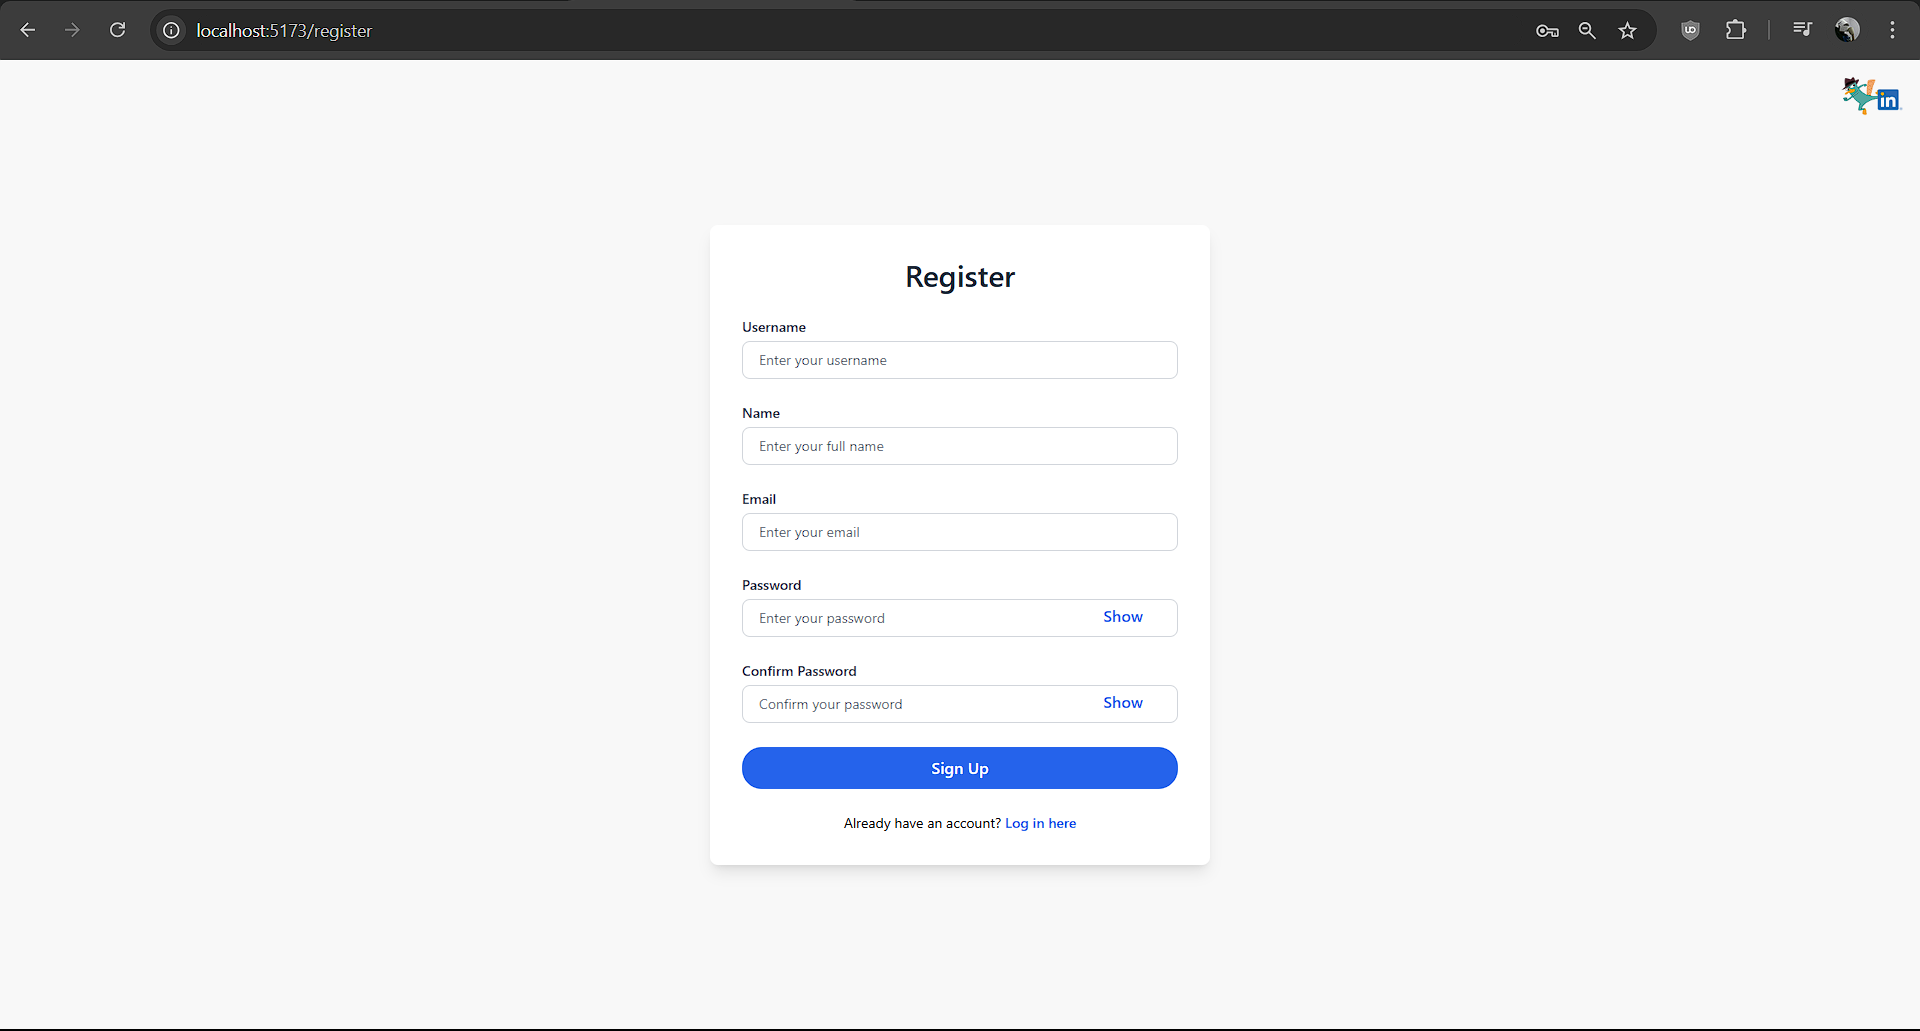 localhost:5173/register
in
Register
Username
Enter your username
Name
Enter your full name
Email
Enter your email
Password
Enter your password Show
Confirm Password
Confirm your password Show
Sign Up
Already have an account? Log in here